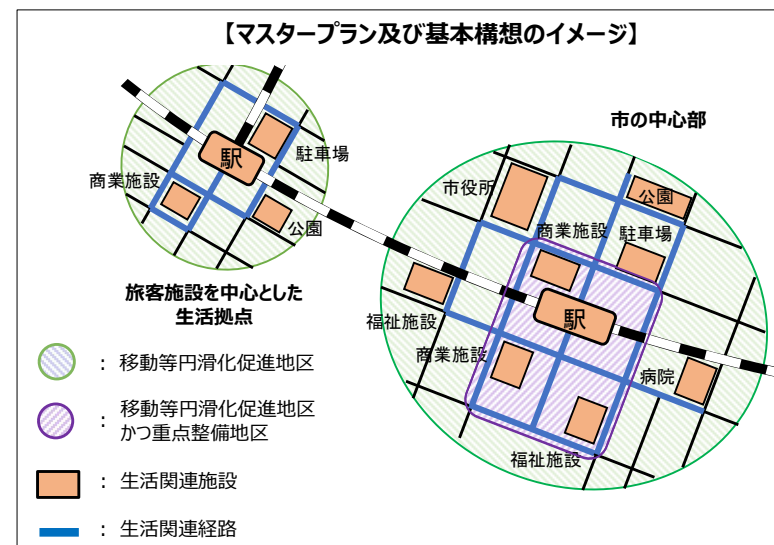 【マスタープラン及び基本構想のイメージ】
市の中心部
駅
駐車場
商業施設
公園
旅客施設を中心とした
生活拠点
市役所
公園
商業施設
駐車場
福祉施設
駅
商業施設
病院
福祉施設
： 移動等円滑化促進地区
： 移動等円滑化促進地区
かつ重点整備地区
： 生活関連施設
： 生活関連経路